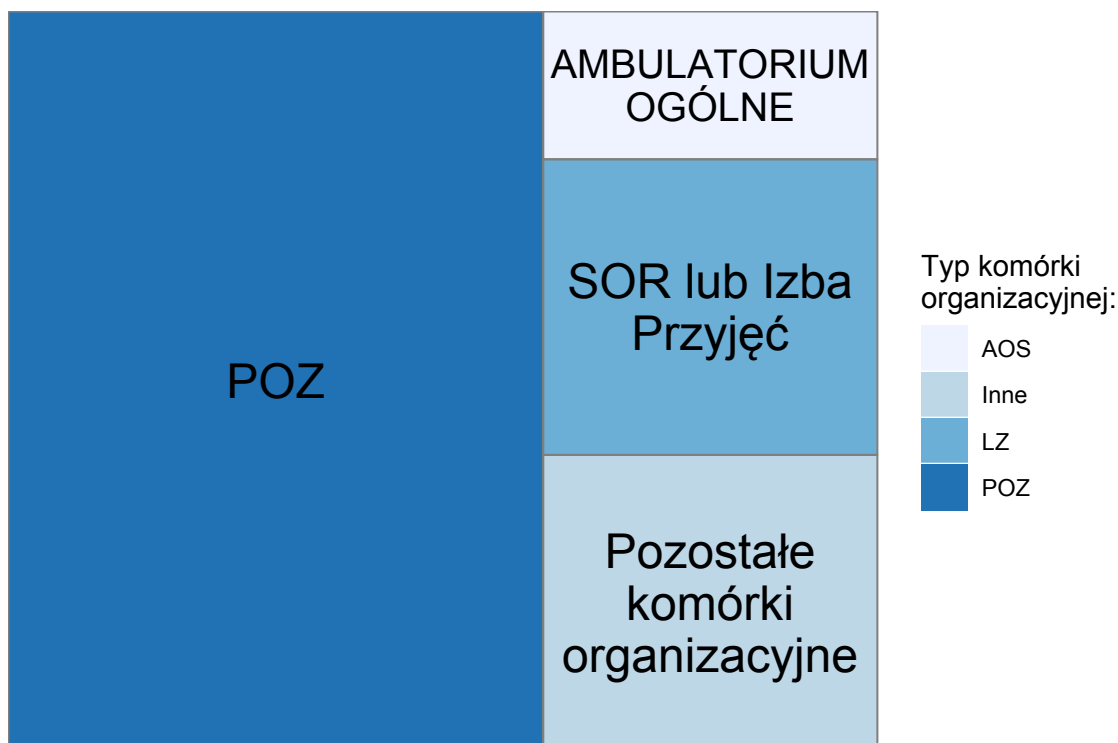 AMBULATORIUM
OGÓLNE
SOR lub Izba
Przyjęć
POZ
Pozostałe
komórki
organizacyjne
Typ komórki
organizacyjnej:
AOS
Inne
LZ
POZ